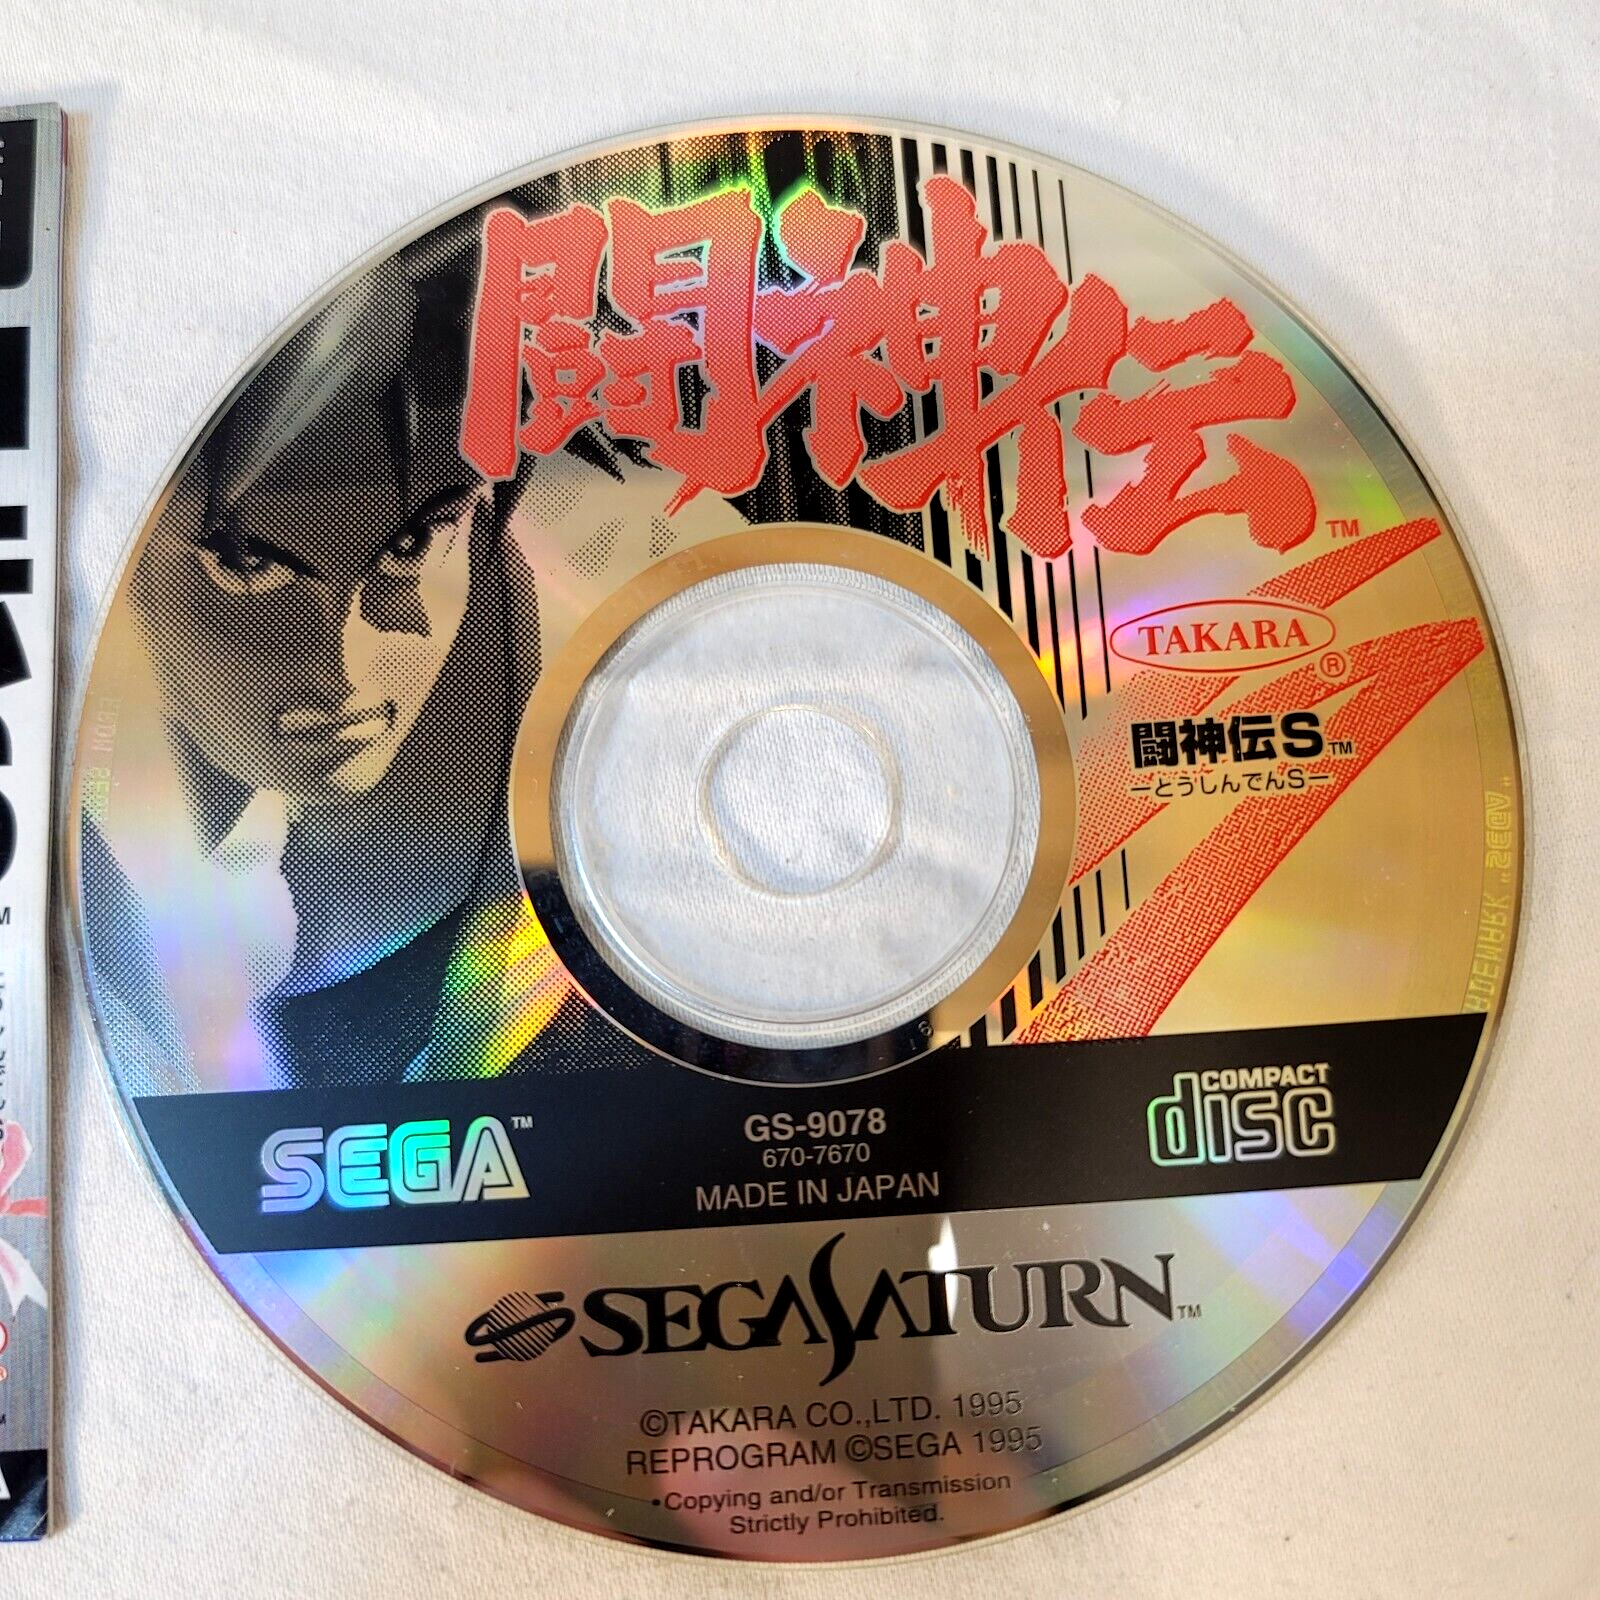 闘神伝
TM
TAKARA
®
闘神伝S TM
ーとうしんでんSー
SEGA TM
GS-9078
670-7670
MADE IN JAPAN
COMPACT
disc
SEGA SATURN TM
©TAKARA CO.,LTD. 1995
REPROGRAM ©SEGA 1995
•Copying and/or Transmission
Strictly Prohibited.